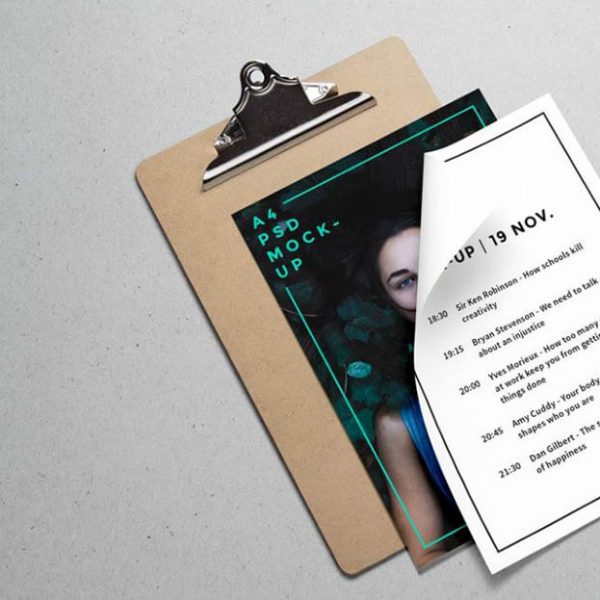 A4
PSD
MOCK-
UP
-UP | 19 NOV.
18:30 Sir Ken Robinson - How schools kill
creativity
19:15 Bryan Stevenson - We need to talk
about an injustice
20:00 Yves Morieux - How too many
at work keep you from
things done
20:45 Amy Cuddy - Your body
shapes who you are
21:30 Dan Gilbert - The
of happiness